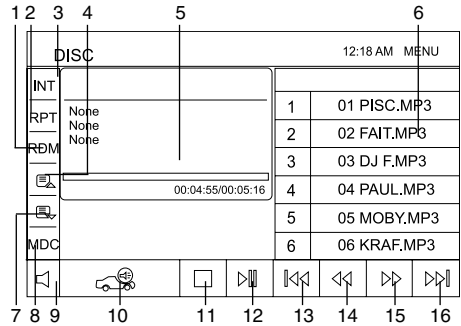 1 2 3 4 5 6
DISC 12:18 AM MENU
INT
RPT
RDM
MDC
None
None
None
00:04:55/00:05:16
1 01 PISC.MP3
2 02 FAIT.MP3
3 03 DJ F.MP3
4 04 PAUL.MP3
5 05 MOBY.MP3
6 06 KRAF.MP3
7 8 9 10 11 12 13 14 15 16